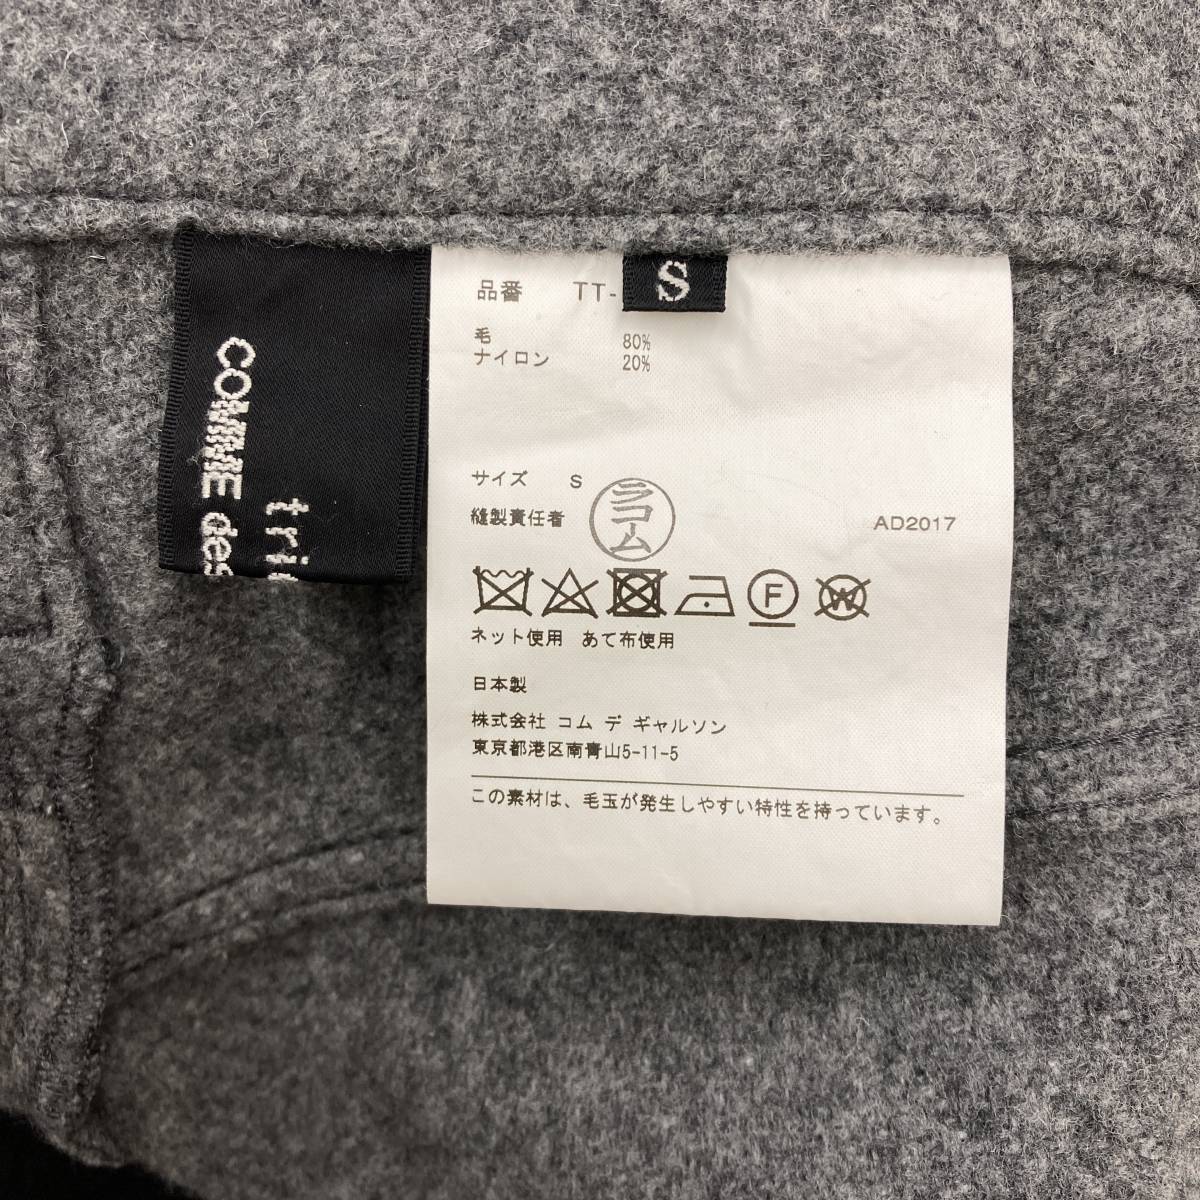 COMME des
tric
S
品番 TT-
毛 80%
ナイロン 20%
サイズ S
縫製責任者 ラコーム AD2017
F W
ネット使用 あて布使用
日本製
株式会社 コム デ ギャルソン
東京都港区南青山5-11-5
この素材は、毛玉が発生しやすい特性を持っています。